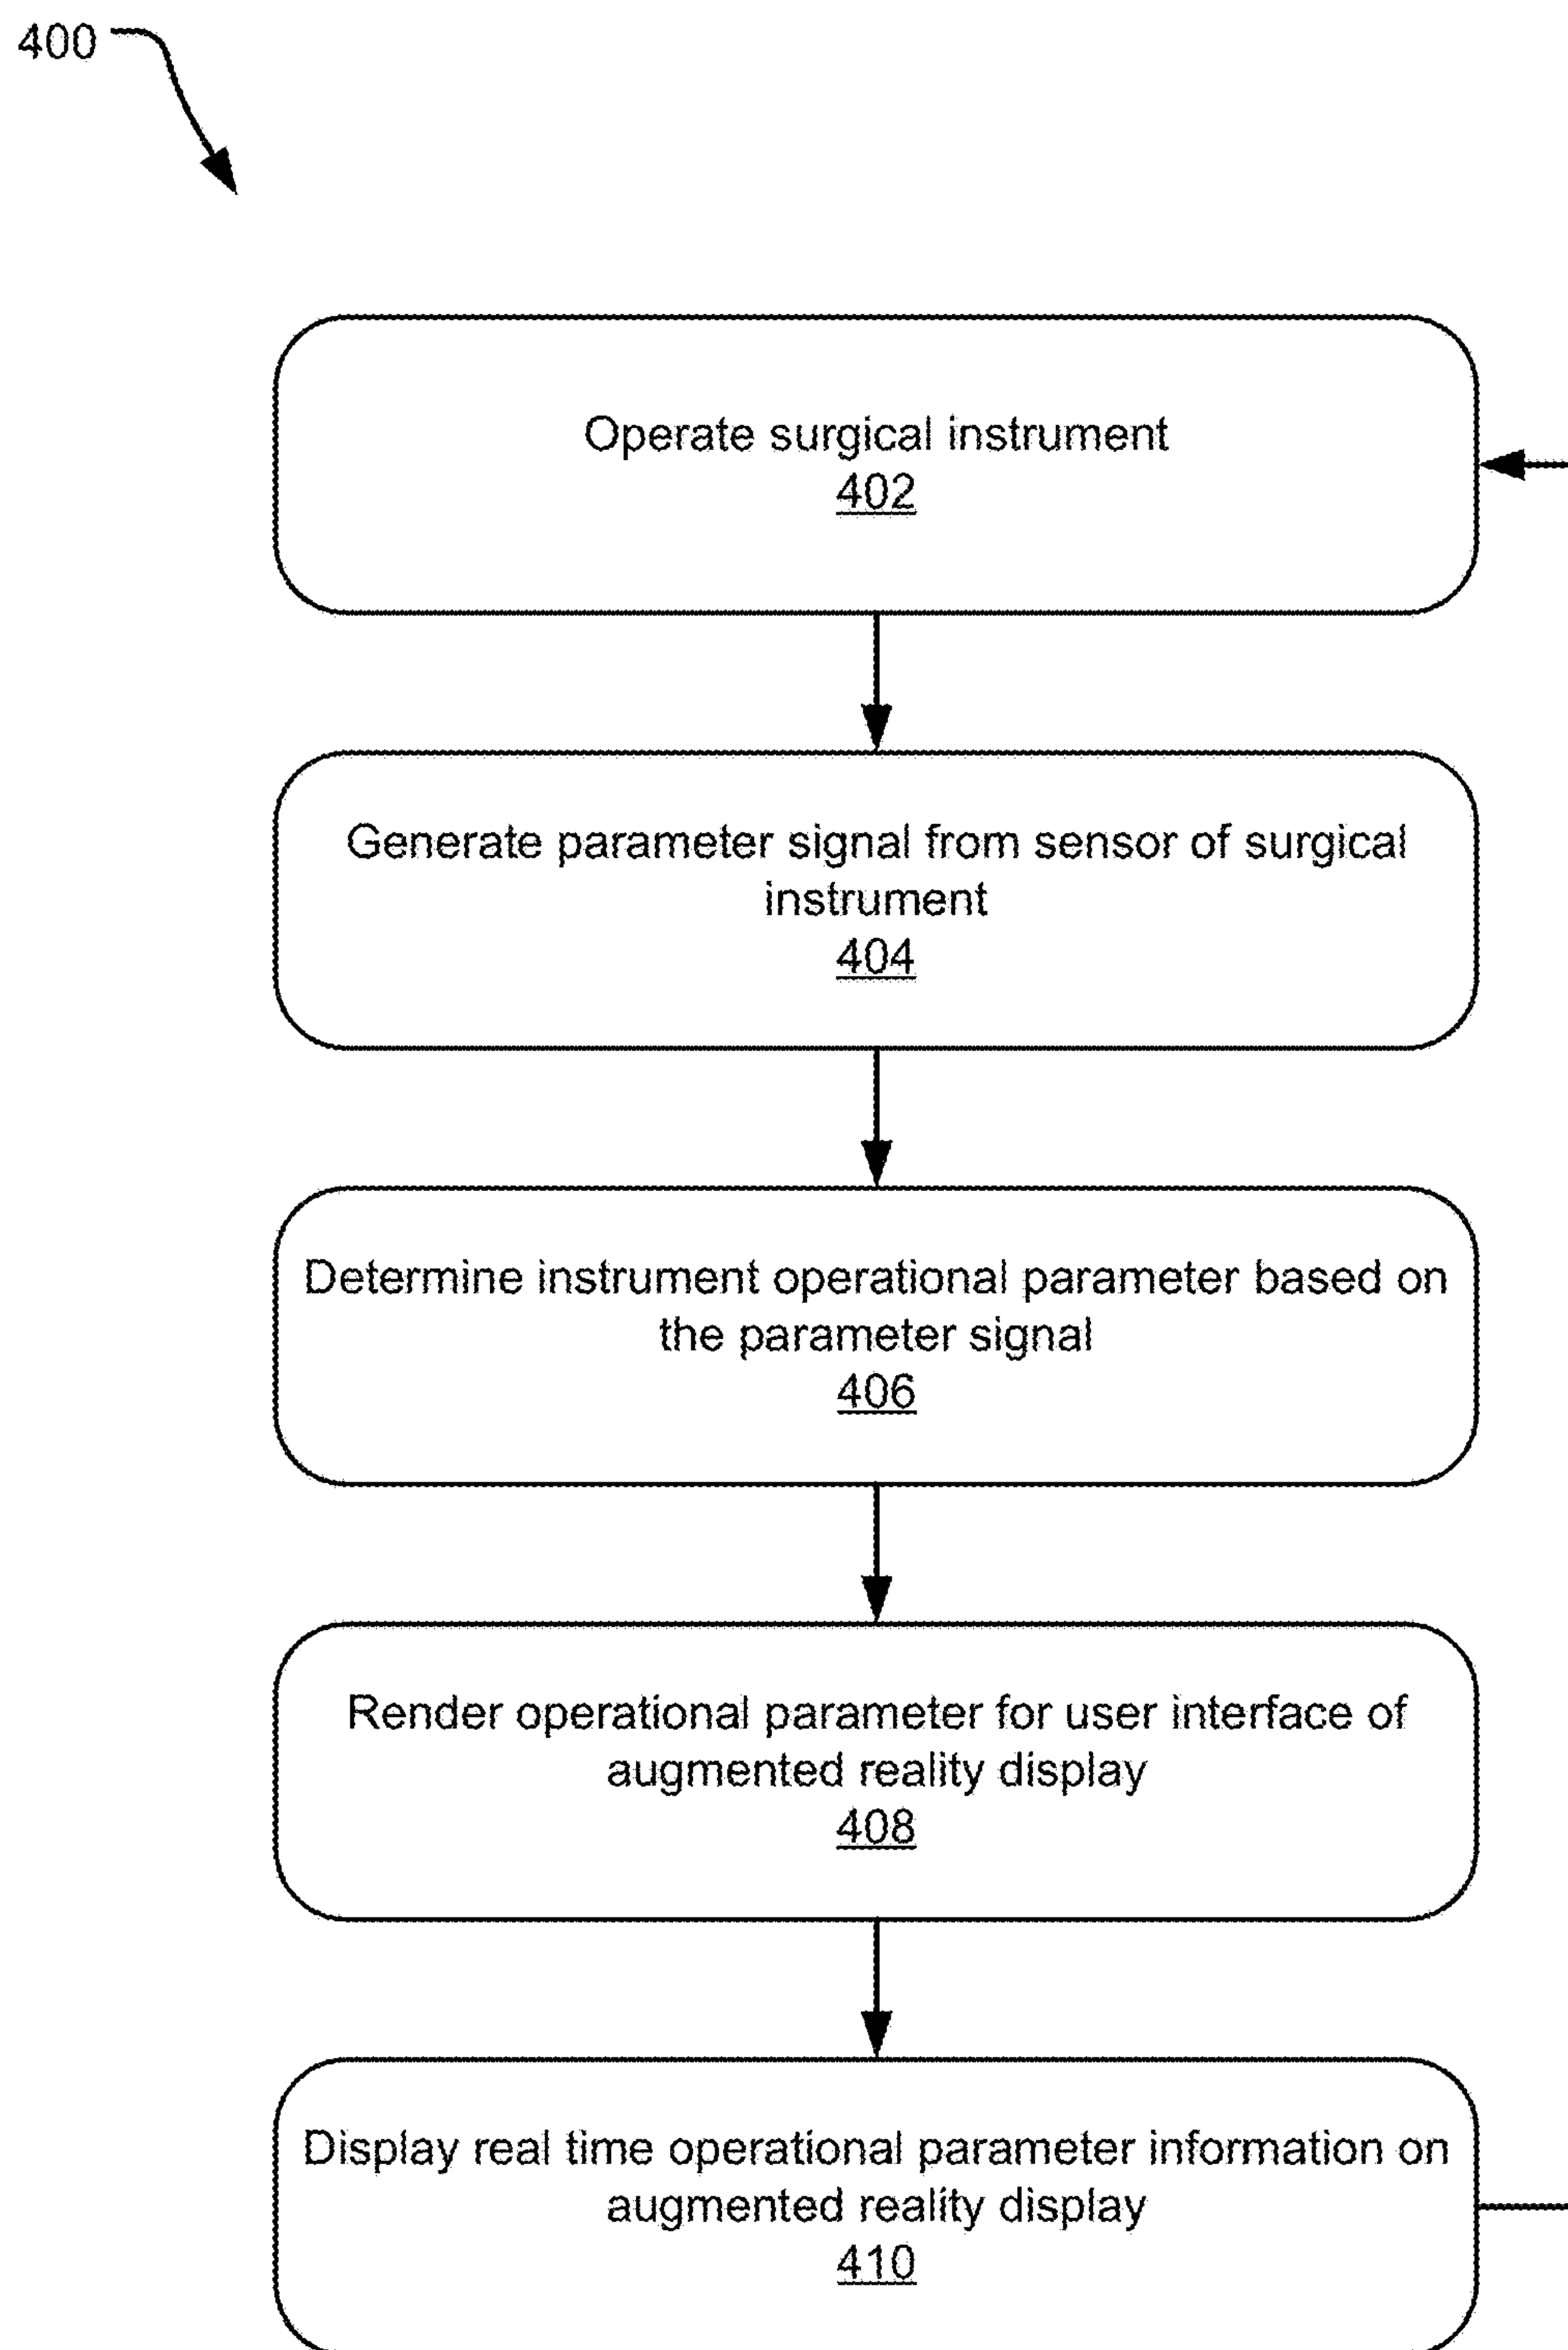 400
Operate surgical instrument
402
Generate parameter signal from sensor of surgical
instrument
404
Determine instrument operational parameter based on
the parameter signal
406
Render operational parameter for user interface of
augmented reality display
408
Display real time operational parameter information on
augmented reality display
410